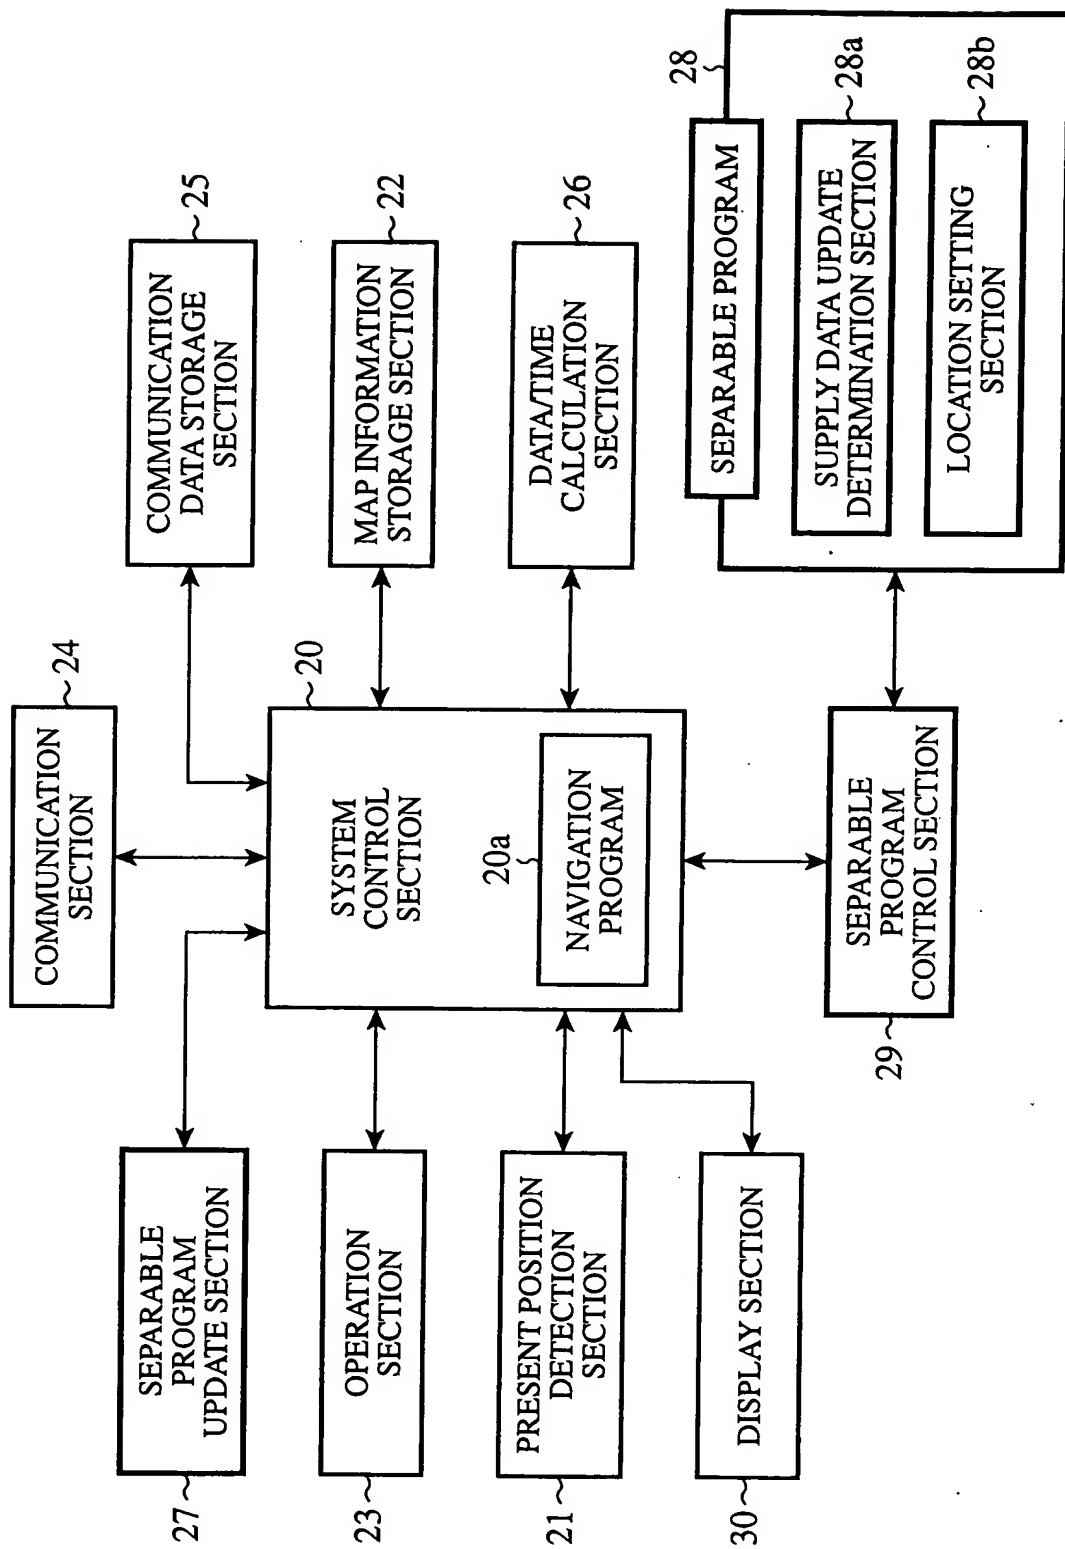 SEPARABLE
PROGRAM
UPDATE SECTION
27
OPERATION
SECTION
23
PRESENT POSITION
DETECTION
SECTION
21
DISPLAY SECTION
30
COMMUNICATION
SECTION
24
SYSTEM
CONTROL
SECTION
20
NAVIGATION
PROGRAM
20a
SEPARABLE
PROGRAM
CONTROL SECTION
29
COMMUNICATION
DATA STORAGE
SECTION
25
MAP INFORMATION
STORAGE SECTION
22
DATA/TIME
CALCULATION
SECTION
26
SEPARABLE PROGRAM
28
SUPPLY DATA UPDATE
DETERMINATION SECTION
28a
LOCATION SETTING
SECTION
28b